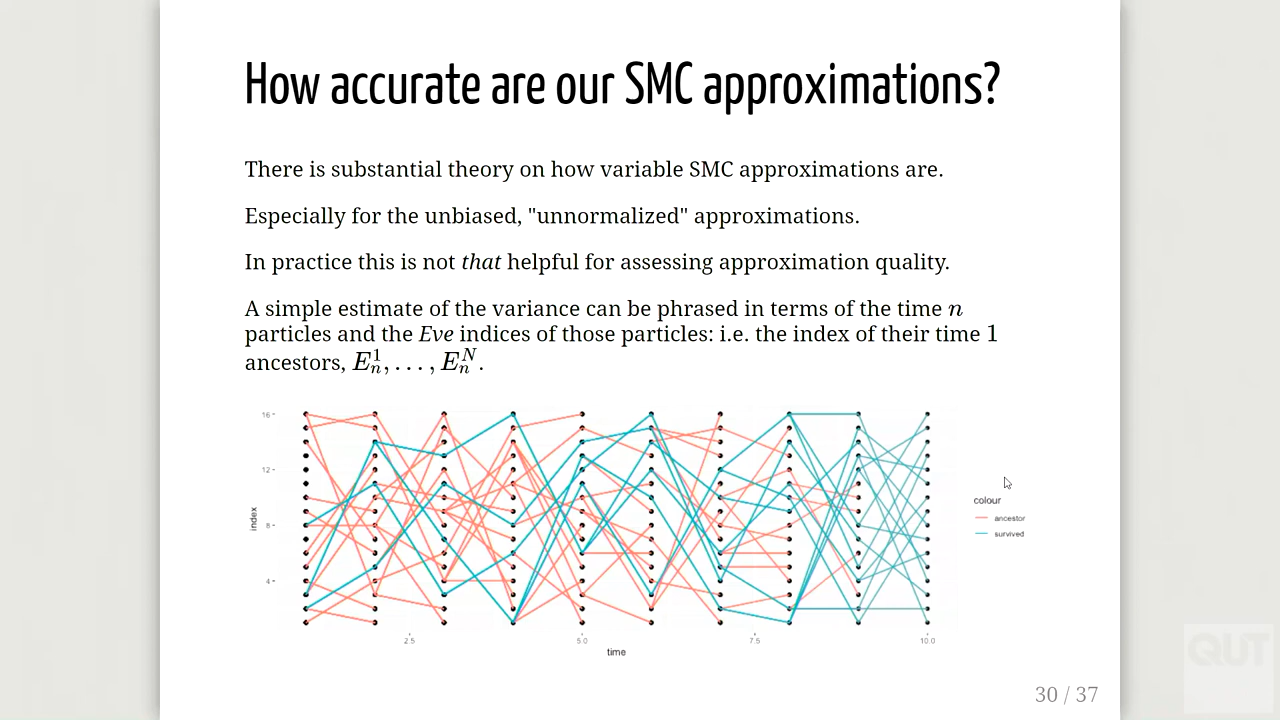 How accurate are our SMC approximations?
There is substantial theory on how variable SMC approximations are.
Especially for the unbiased, "unnormalized" approximations.
In practice this is not that helpful for assessing approximation quality.
A simple estimate of the variance can be phrased in terms of the time n
particles and the Eve indices of those particles: i.e. the index of their time 1
ancestors, E_n^1, . . . , E_n^N.
16
12
8
4
index
2.5
5.0
7.5
10.0
time
colour
ancestor
survived
30 / 37
QUT